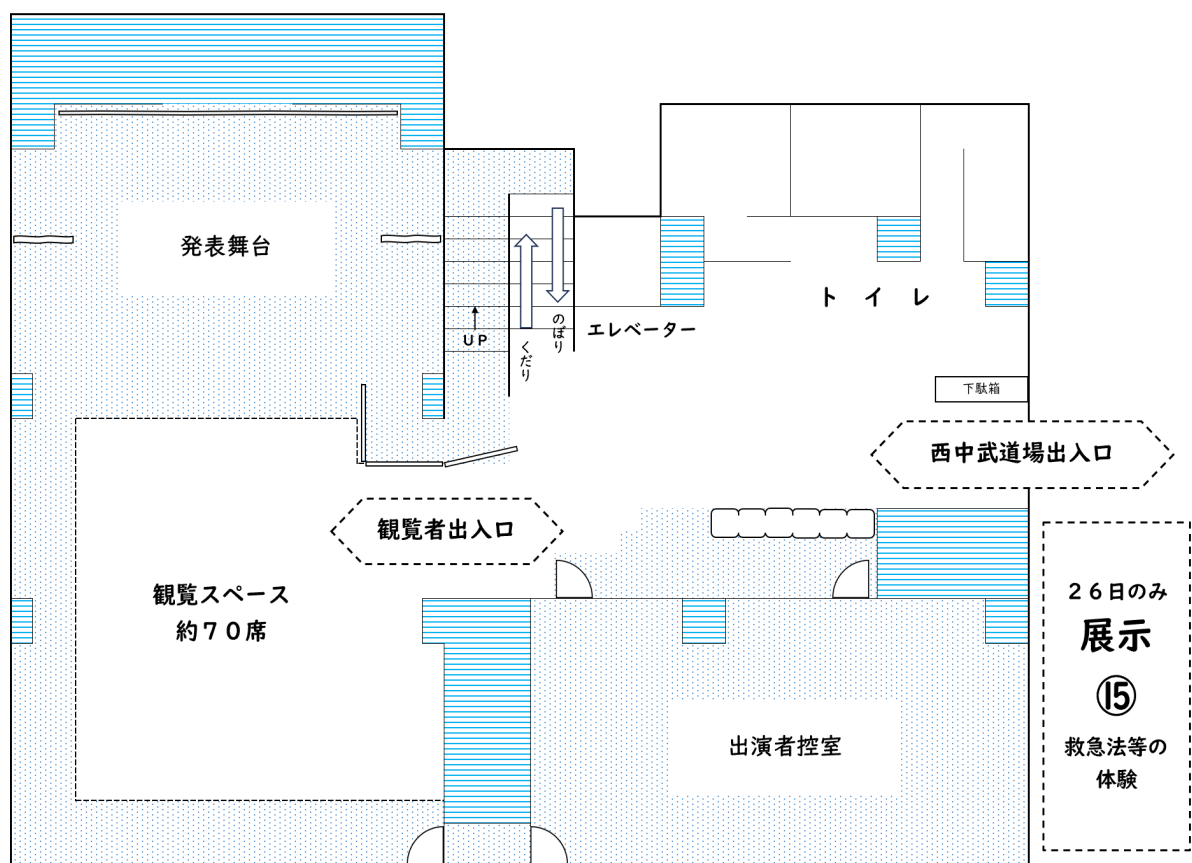 発表舞台
UP
くだり
のぼり
エレベーター
トイレ
下駄箱
西中武道場出入口
観覧者出入口
観覧スペース
約７０席
出演者控室
２６日のみ
展示
⑮
救急法等の
体験